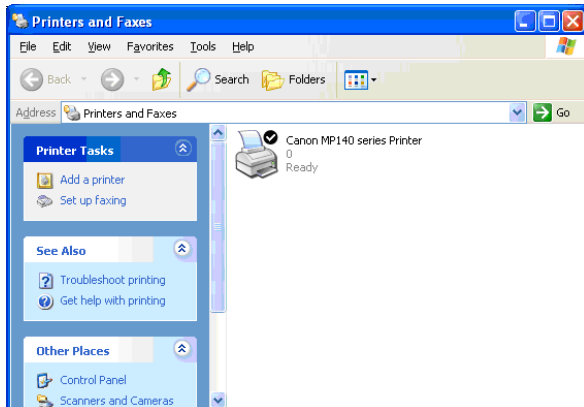 Printers and Faxes
File Edit View Favorites Tools Help
Back Search Folders
Address Printers and Faxes Go
Printer Tasks
Add a printer
Set up faxing
See Also
Troubleshoot printing
Get help with printing
Other Places
Control Panel
Scanners and Cameras
Canon MP140 series Printer
0
Ready